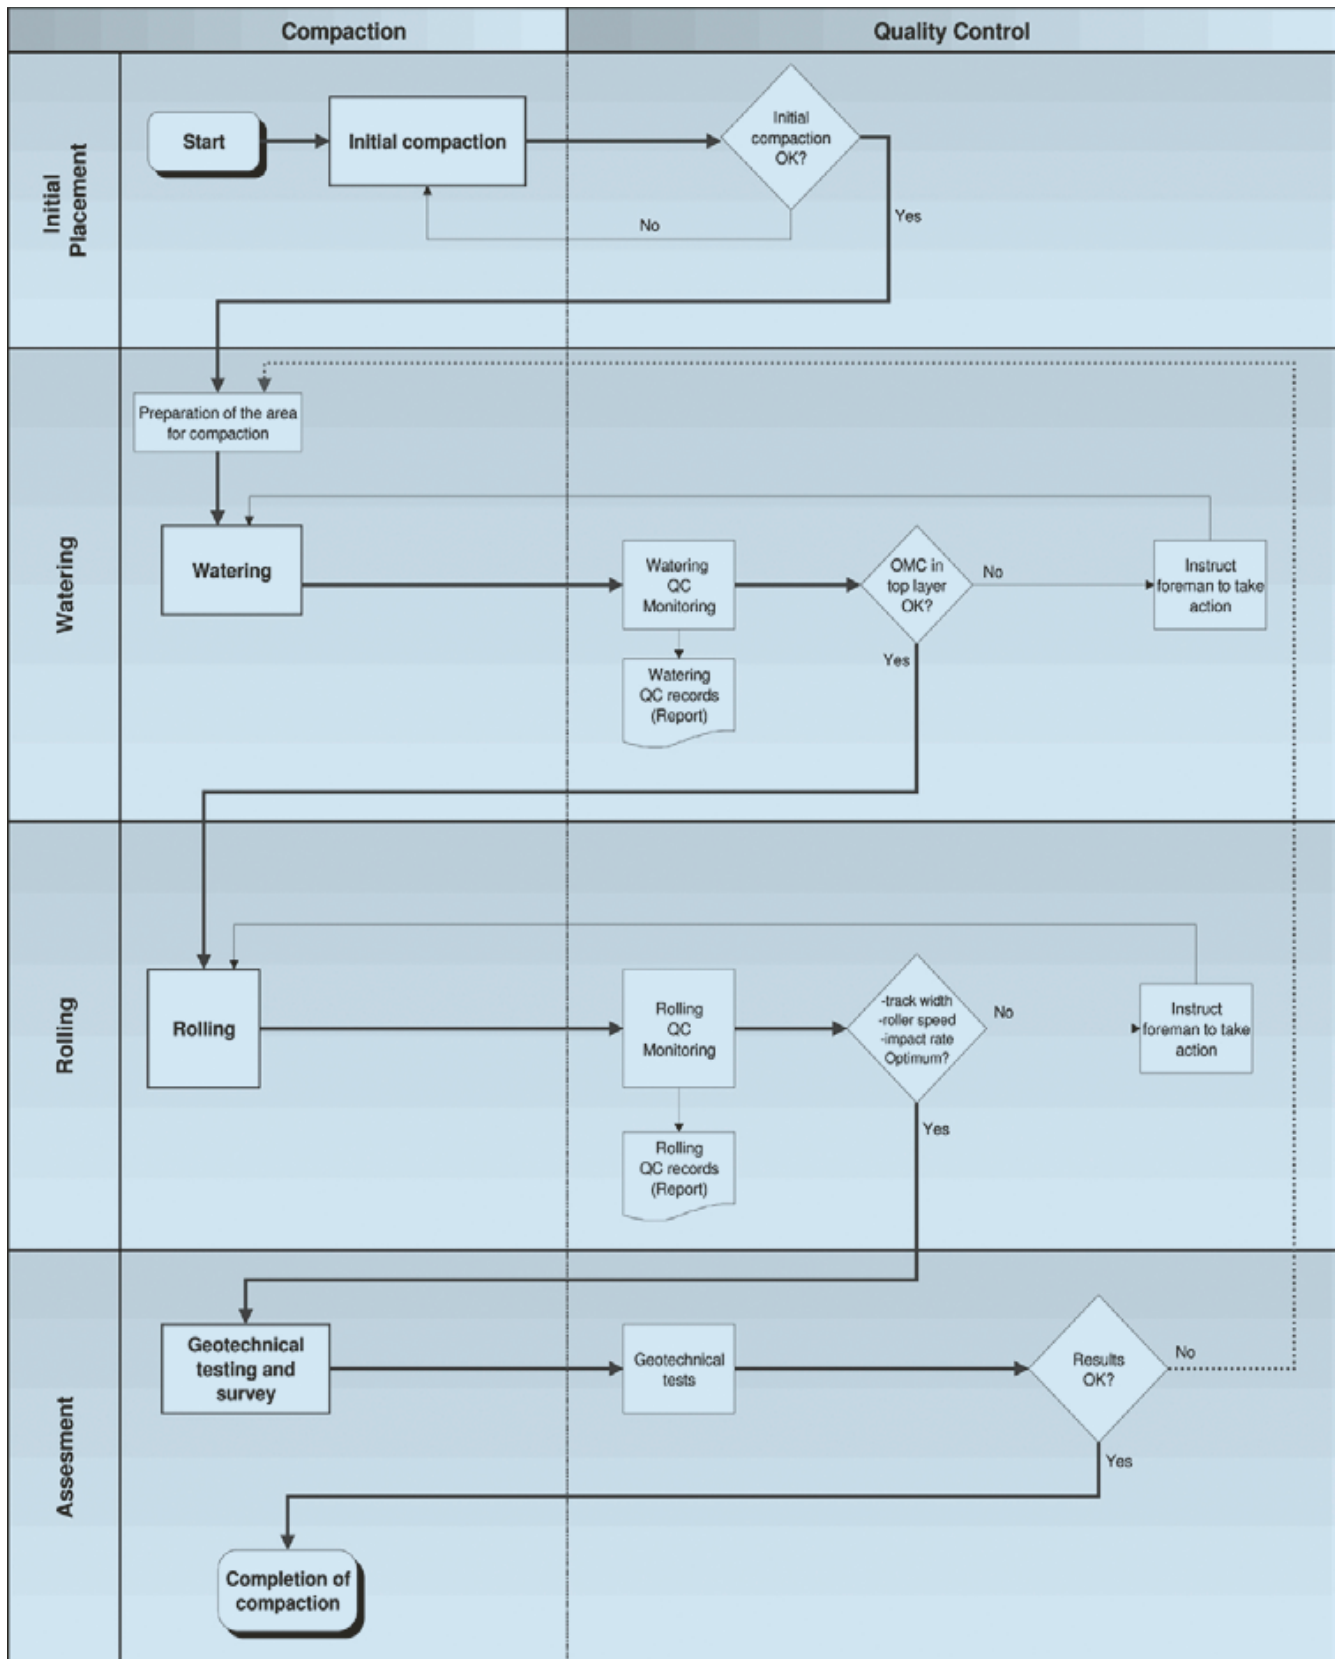 Compaction
Quality Control
Initial
Placement
Start
Initial compaction
Initial
compaction
OK?
No
Yes
Watering
Preparation of the area
for compaction
Watering
Watering
QC
Monitoring
OMC in
top layer
OK?
No
Instruct
foreman to take
action
Yes
Watering
QC records
(Report)
Rolling
Rolling
Rolling
QC
Monitoring
-track width
-roller speed
-impact rate
Optimum?
No
Instruct
foreman to take
action
Yes
Rolling
QC records
(Report)
Assesment
Geotechnical
testing and
survey
Geotechnical
tests
Results
OK?
No
Yes
Completion of
compaction